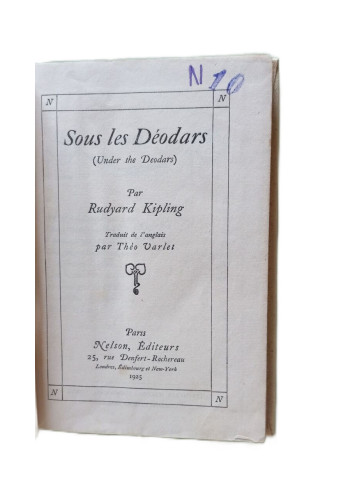 N 10
N N
Sous les Déodars
(Under the Deodars)
Par
Rudyard Kipling
Traduit de l'anglais
par Théo Varlet
Paris
Nelson, Éditeurs
25, rue Denfert-Rochereau
Londres, Édimbourg et New-York
1925
N N